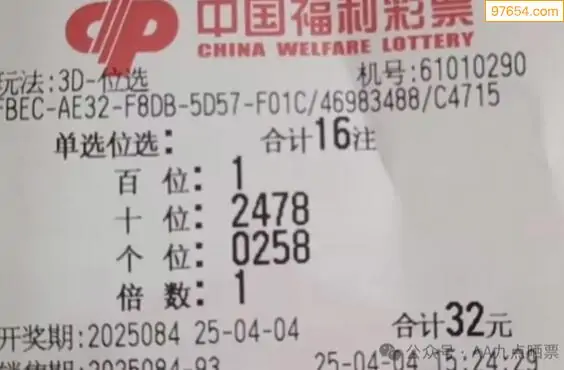 97654.com
中国福利彩票
CHINA WELFARE LOTTERY
玩法:3D-位选 机号:61010290
FBEC-AE32-F8DB-5D57-F01C/46983488/C4715
单选位选: 合计16注
百 位: 1
十 位: 2478
个 位: 0258
倍 数: 1
开奖期:2025084 25-04-04 合计32元
销售期:2025084-93 25-04-04 15:24:29
公众号 · AA九点晒票